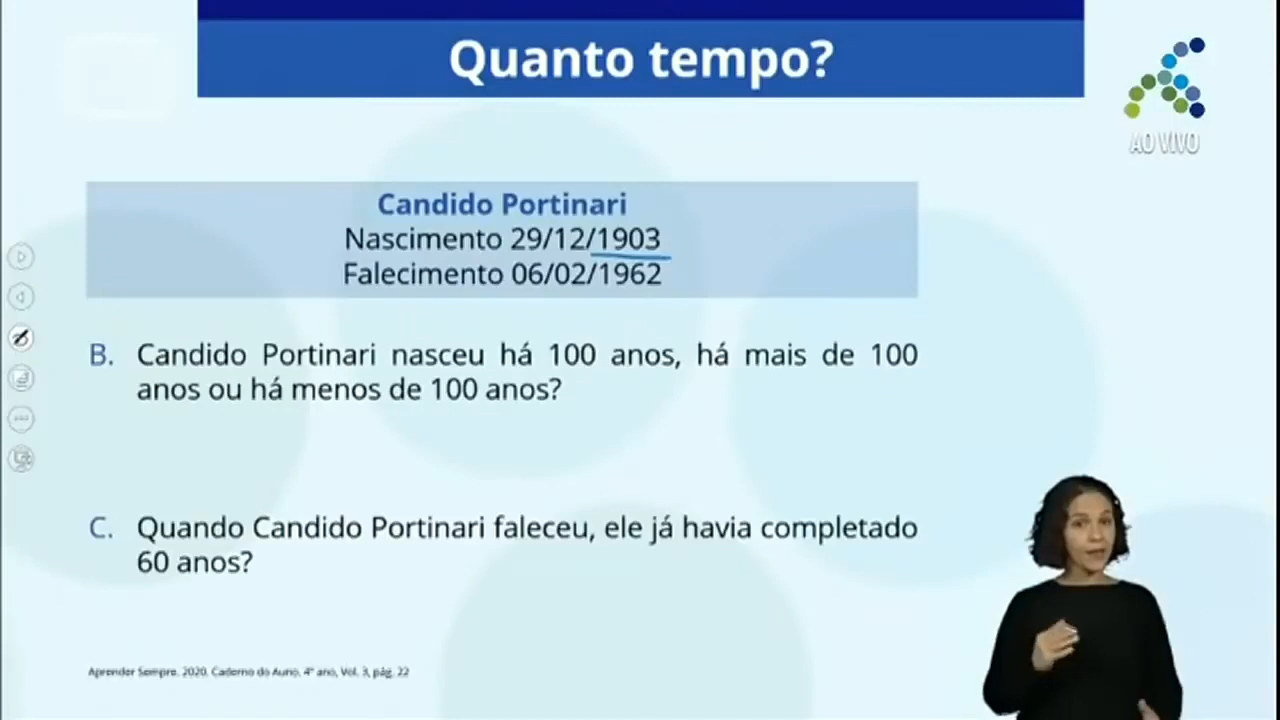 Quanto tempo?
AO VIVO
Candido Portinari
Nascimento 29/12/1903
Falecimento 06/02/1962
B. Candido Portinari nasceu há 100 anos, há mais de 100
anos ou há menos de 100 anos?
C. Quando Candido Portinari faleceu, ele já havia completado
60 anos?
Aprender Sempre, 2020, Caderno do Auno, 4º ano, Vol. 3, pág. 22